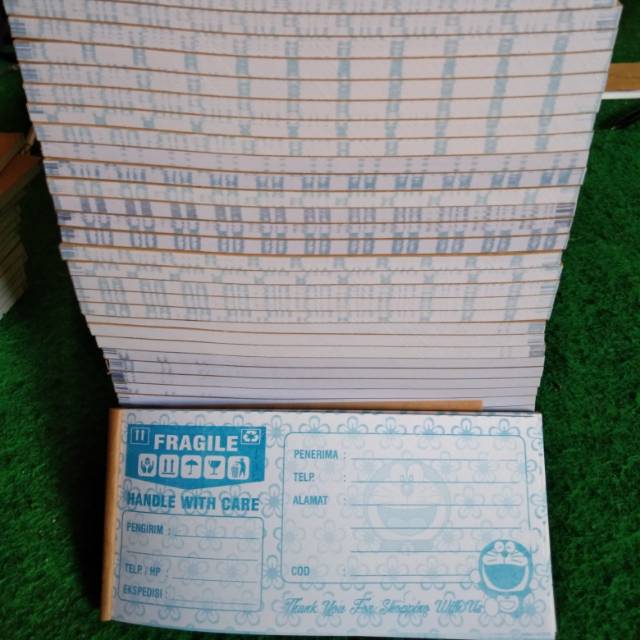 FRAGILE
HANDLE WITH CARE
PENGIRIM :
TELP / HP :
EKSPEDISI
PENERIMA :
TELP :
ALAMAT :
COD :
Thank You For Shopping With Us